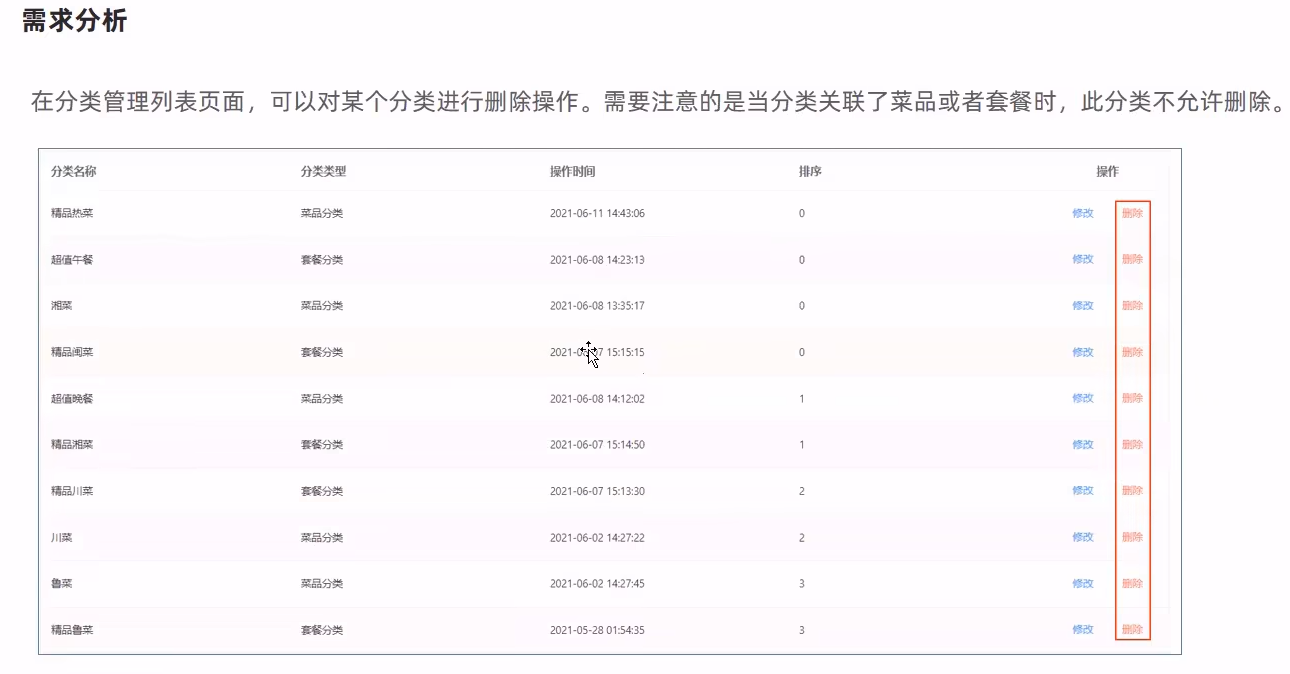 需求分析
在分类管理列表页面，可以对某个分类进行删除操作。需要注意的是当分类关联了菜品或者套餐时，此分类不允许删除。
分类名称 分类类型 操作时间 排序 操作
精品热菜 菜品分类 2021-06-11 14:43:06 0 修改 删除
超值午餐 套餐分类 2021-06-08 14:23:13 0 修改 删除
湘菜 菜品分类 2021-06-08 13:35:17 0 修改 删除
精品闽菜 套餐分类 15:15:15 0 修改 删除
超值晚餐 菜品分类 2021-06-08 14:12:02 1 修改 删除
精品湘菜 套餐分类 2021-06-07 15:14:50 1 修改 删除
精品川菜 套餐分类 2021-06-07 15:13:30 2 修改 删除
川菜 菜品分类 2021-06-02 14:27:22 2 修改 删除
鲁菜 菜品分类 2021-06-02 14:27:45 3 修改 删除
精品鲁菜 套餐分类 2021-05-28 01:54:35 3 修改 删除